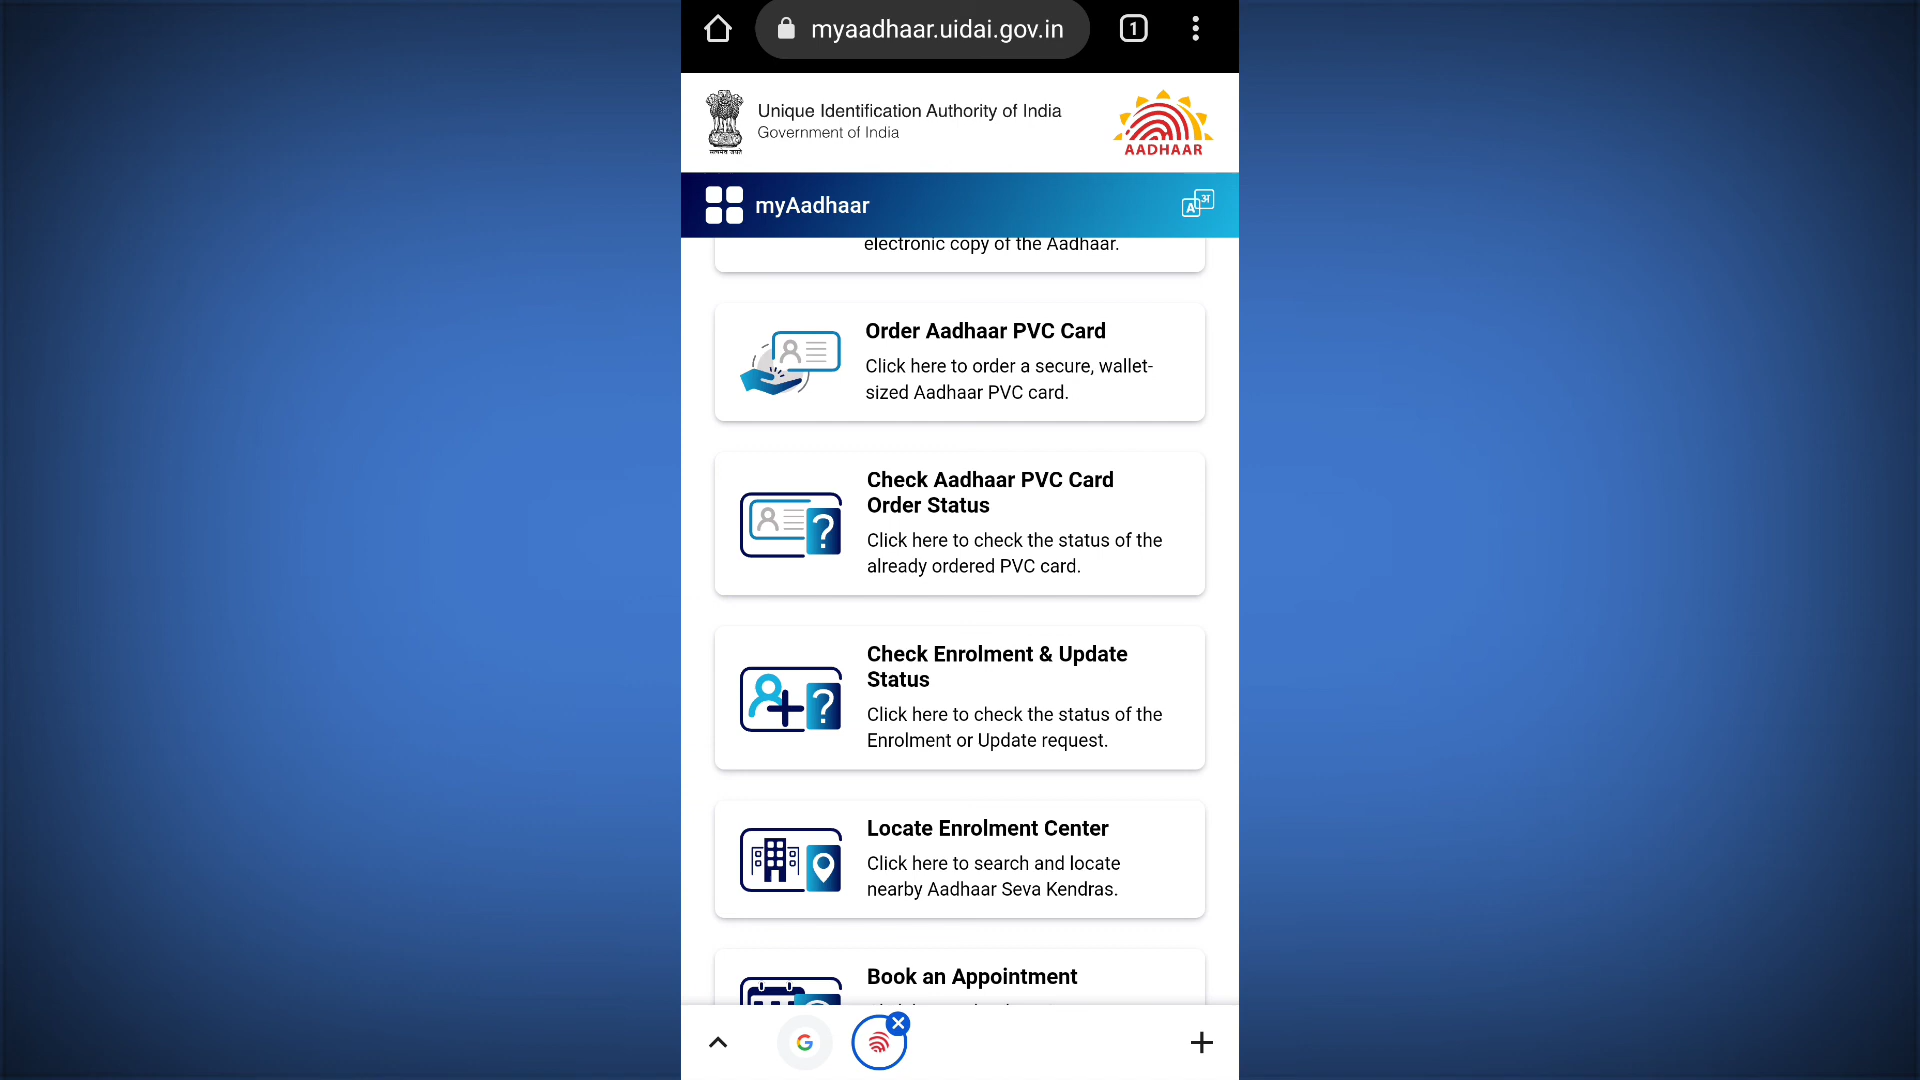 myaadhaar.uidai.gov.in
1
Unique Identification Authority of India
Government of India
सत्यमेव जयते
AADHAAR
myAadhaar
A अ
electronic copy of the Aadhaar.
Order Aadhaar PVC Card
Click here to order a secure, wallet-
sized Aadhaar PVC card.
Check Aadhaar PVC Card
Order Status
Click here to check the status of the
already ordered PVC card.
?
Check Enrolment & Update
Status
Click here to check the status of the
Enrolment or Update request.
?
Locate Enrolment Center
Click here to search and locate
nearby Aadhaar Seva Kendras.
Book an Appointment
G